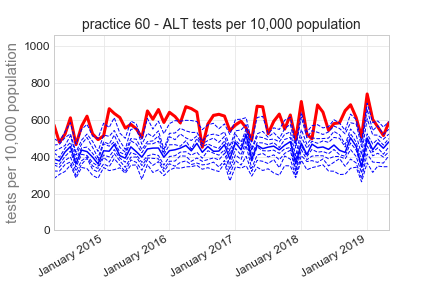 practice 60 - ALT tests per 10,000 population
tests per 10,000 population
1000
800
600
400
200
0
January 2015
January 2016
January 2017
January 2018
January 2019